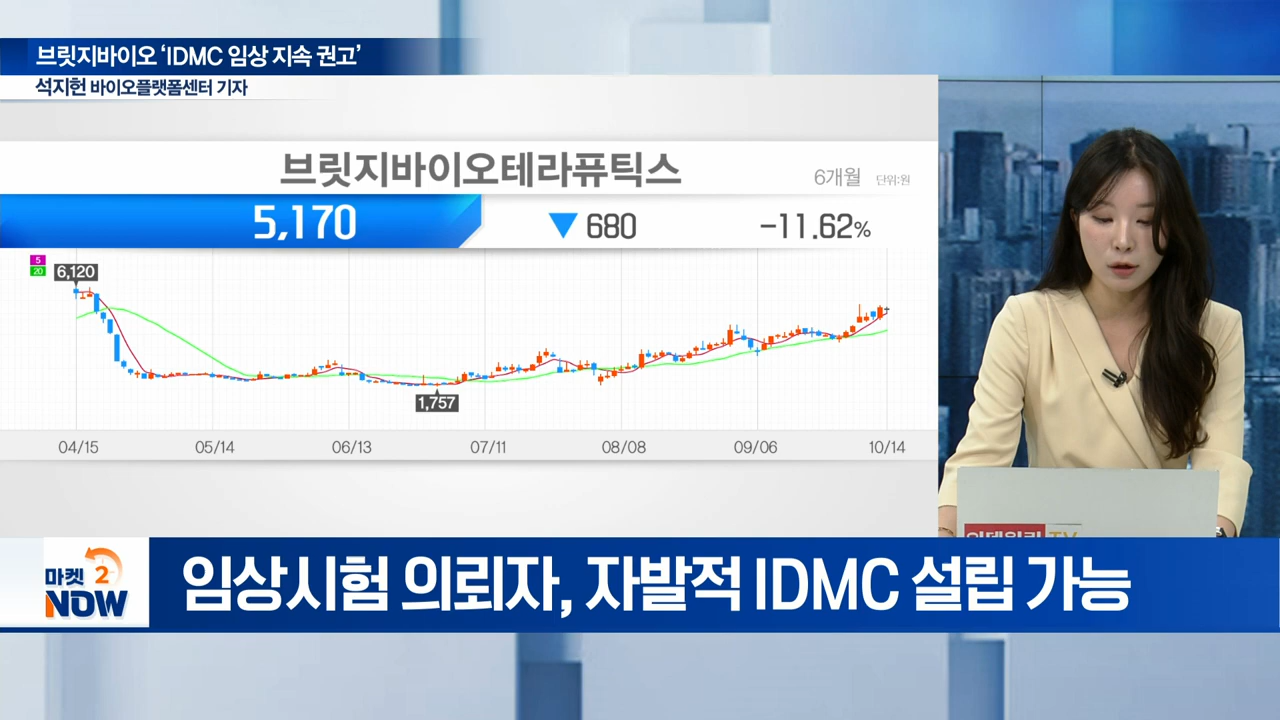 브릿지바이오 ‘IDMC 임상 지속 권고’
석지헌 바이오플랫폼센터 기자
브릿지바이오테라퓨틱스
6개월 단위:원
5,170 ▼680 -11.62%
5
20
6,120
1,757
04/15 05/14 06/13 07/11 08/08 09/06 10/14
TV
마켓 2
NOW
임상시험 의뢰자, 자발적 IDMC 설립 가능